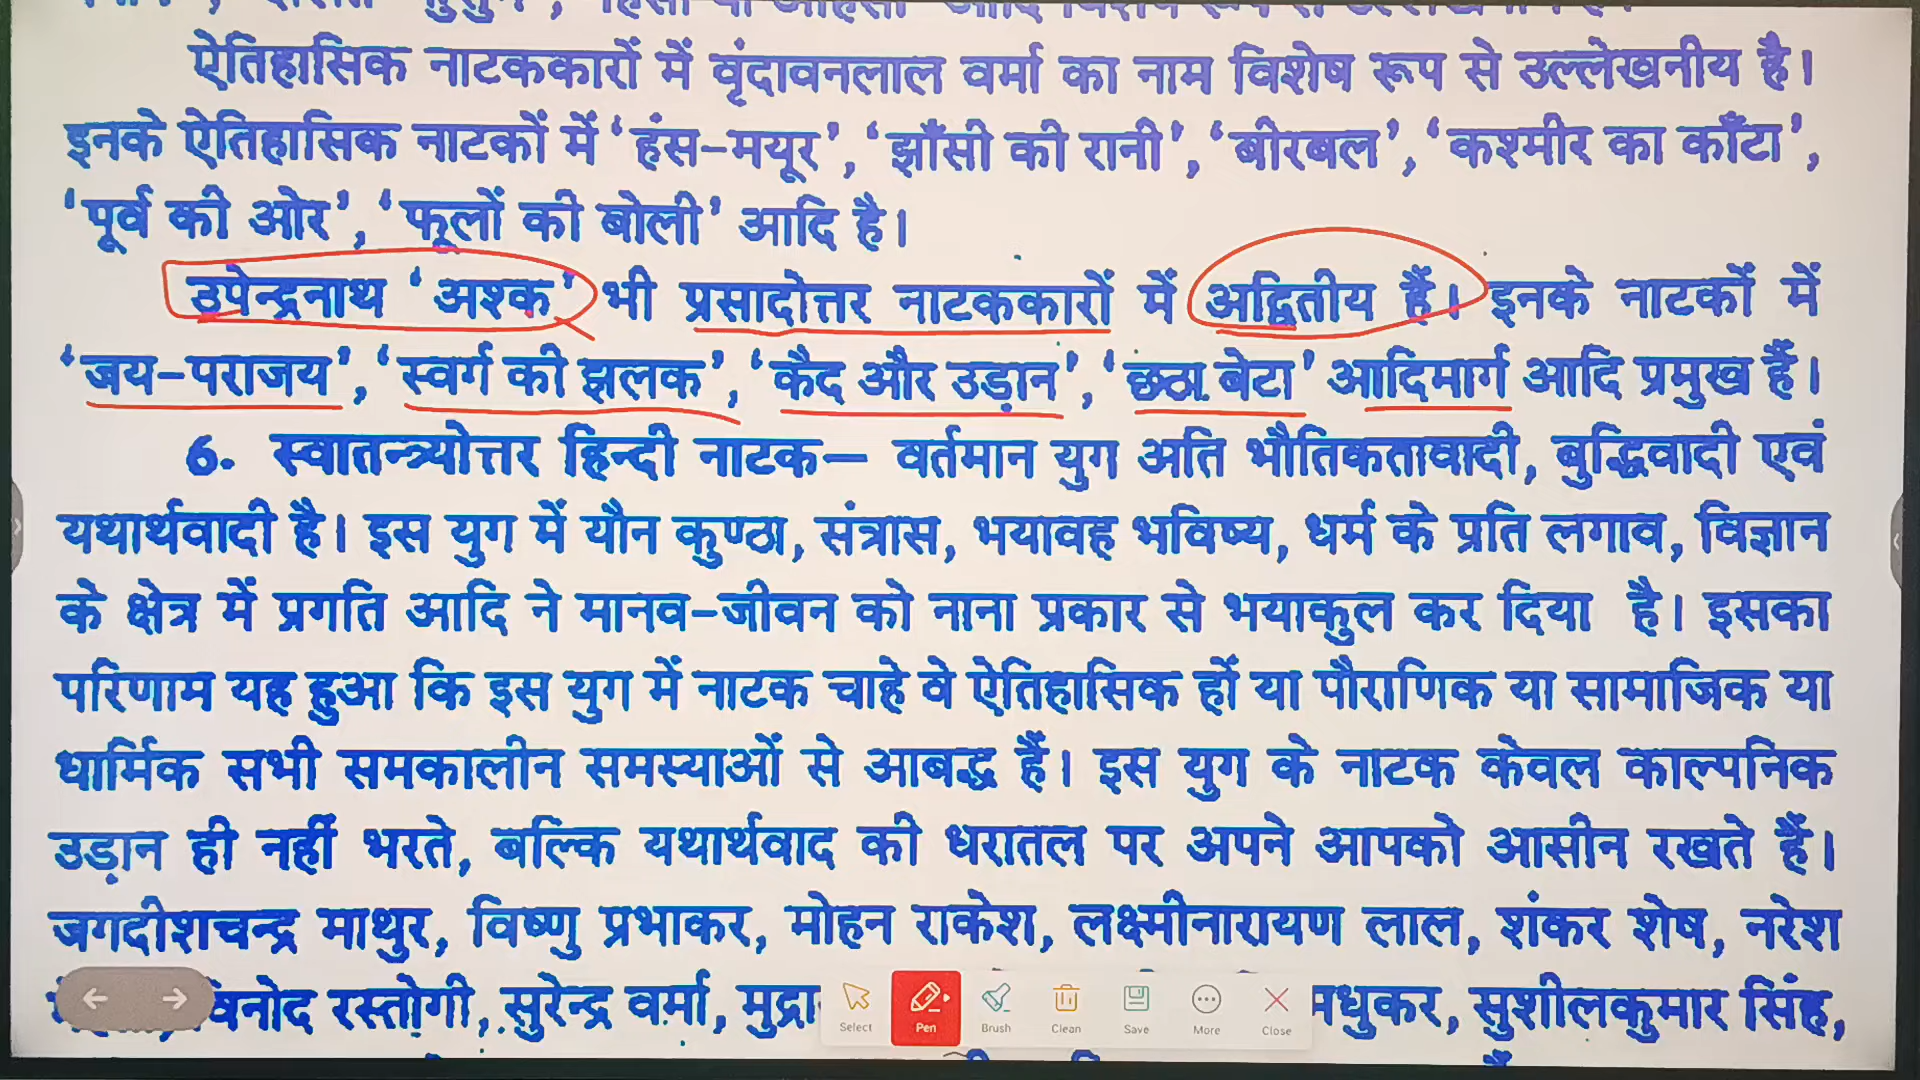 ऐतिहासिक नाटककारों में वृंदावनलाल वर्मा का नाम विशेष रूप से उल्लेखनीय है।
इनके ऐतिहासिक नाटकों में ‘हंस-मयूर’, ‘झाँसी की रानी’, ‘बीरबल’, ‘कश्मीर का काँटा’,
‘पूर्व की ओर’, ‘फूलों की बोली’ आदि है।
उपेन्द्रनाथ ‘अश्क’ भी प्रसादोत्तर नाटककारों में अद्वितीय हैं। इनके नाटकों में
‘जय-पराजय’, ‘स्वर्ग की झलक’, ‘कैद और उड़ान’, ‘छठा बेटा’ आदिमार्ग आदि प्रमुख हैं।
6. स्वातन्त्र्योत्तर हिन्दी नाटक— वर्तमान युग अति भौतिकतावादी, बुद्धिवादी एवं
यथार्थवादी है। इस युग में यौन कुण्ठा, संत्रास, भयावह भविष्य, धर्म के प्रति लगाव, विज्ञान
के क्षेत्र में प्रगति आदि ने मानव-जीवन को नाना प्रकार से भयाकुल कर दिया है। इसका
परिणाम यह हुआ कि इस युग में नाटक चाहे वे ऐतिहासिक हों या पौराणिक या सामाजिक या
धार्मिक सभी समकालीन समस्याओं से आबद्ध हैं। इस युग के नाटक केवल काल्पनिक
उड़ान ही नहीं भरते, बल्कि यथार्थवाद की धरातल पर अपने आपको आसीन रखते हैं।
जगदीशचन्द्र माथुर, विष्णु प्रभाकर, मोहन राकेश, लक्ष्मीनारायण लाल, शंकर शेष, नरेश
विनोद रस्तोगी, सुरेन्द्र वर्मा, मधुकर, सुशीलकुमार सिंह,
Select Pen Brush Clean Save More Close